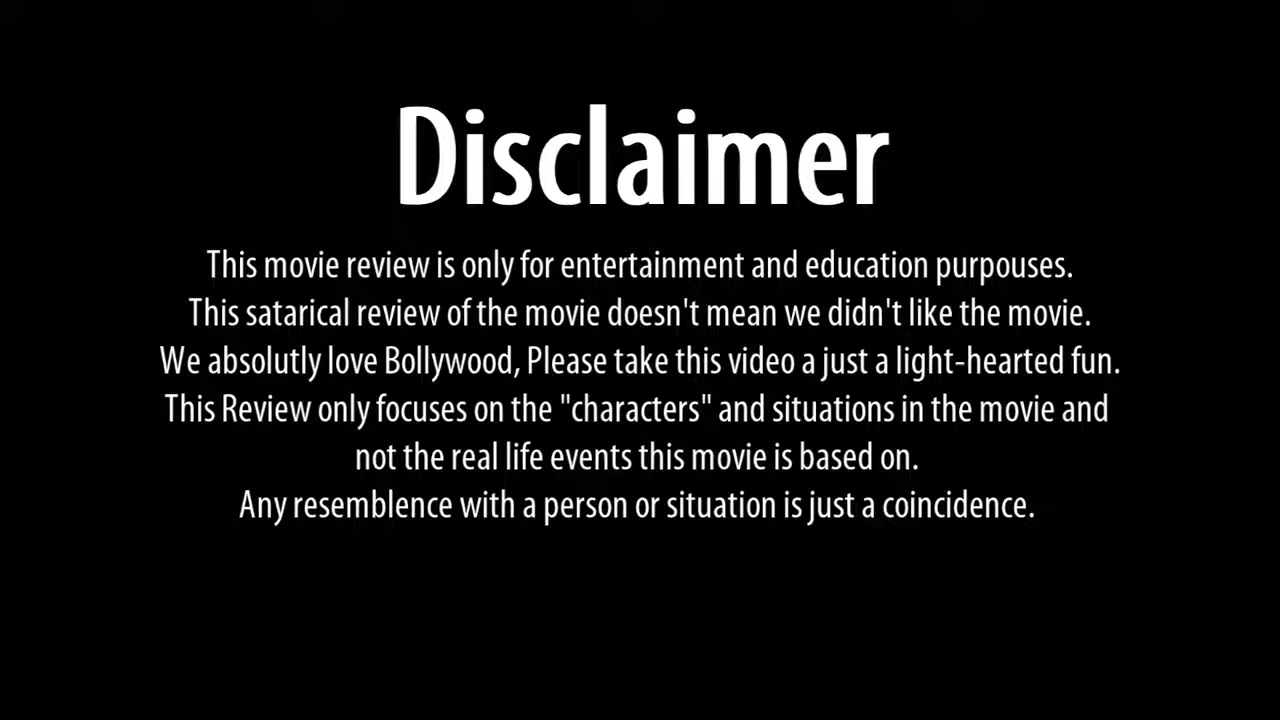 Disclaimer
This movie review is only for entertainment and education purpouses.
This satarical review of the movie doesn't mean we didn't like the movie.
We absolutly love Bollywood, Please take this video a just a light-hearted fun.
This Review only focuses on the "characters" and situations in the movie and
not the real life events this movie is based on.
Any resemblence with a person or situation is just a coincidence.